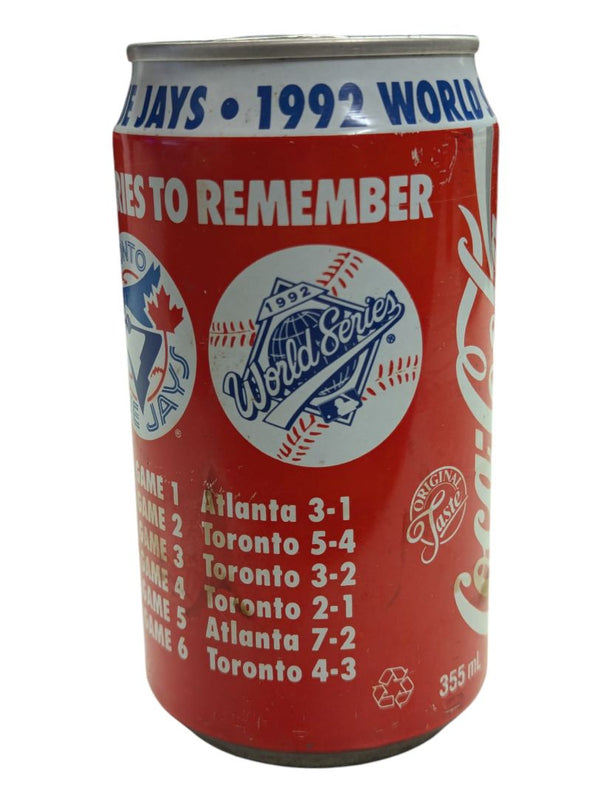 E JAYS • 1992 WORLD S
RIES TO REMEMBER
NTO
JAYS
®
1992
World Series
®
GAME 1 Atlanta 3-1
GAME 2 Toronto 5-4
GAME 3 Toronto 3-2
GAME 4 Toronto 2-1
GAME 5 Atlanta 7-2
GAME 6 Toronto 4-3
ORIGINAL
Taste
Coca-Cola
355 mL